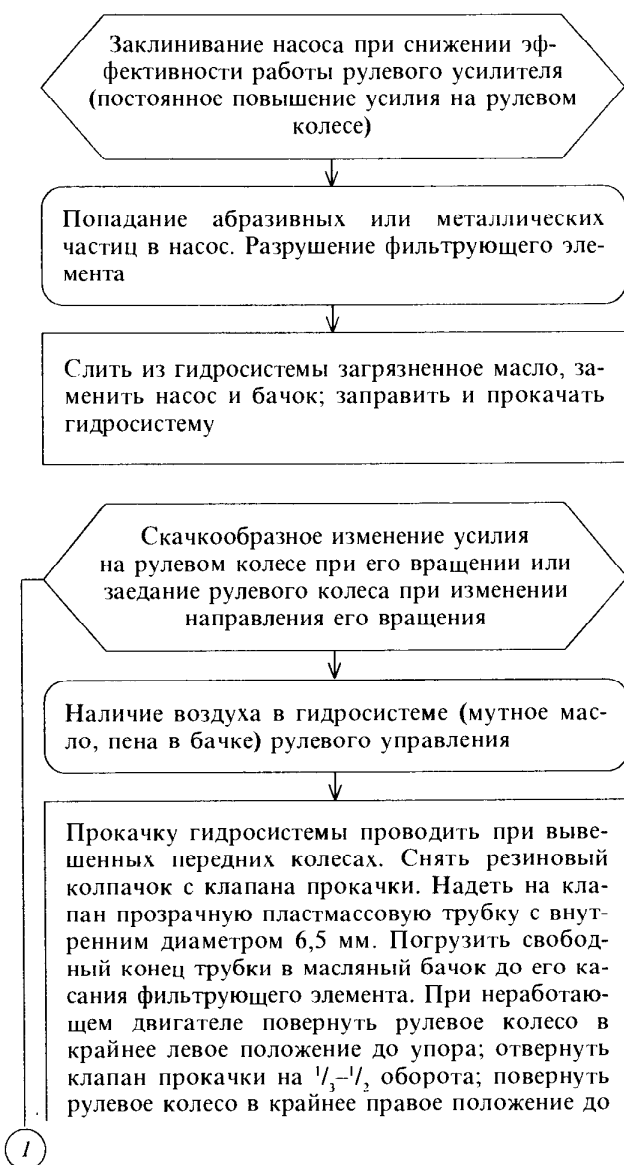 Заклинивание насоса при снижении эф-
фективности работы рулевого усилителя
(постоянное повышение усилия на рулевом
колесе)
Попадание абразивных или металлических
частиц в насос. Разрушение фильтрующего эле-
мента
Слить из гидросистемы загрязненное масло, за-
менить насос и бачок; заправить и прокачать
гидросистему
Скачкообразное изменение усилия
на рулевом колесе при его вращении или
заедание рулевого колеса при изменении
направления его вращения
Наличие воздуха в гидросистеме (мутное мас-
ло, пена в бачке) рулевого управления
Прокачку гидросистемы проводить при выве-
шенных передних колесах. Снять резиновый
колпачок с клапана прокачки. Надеть на кла-
пан прозрачную пластмассовую трубку с внут-
ренним диаметром 6,5 мм. Погрузить свобод-
ный конец трубки в масляный бачок до его ка-
сания фильтрующего элемента. При неработаю-
щем двигателе повернуть рулевое колесо в
крайнее левое положение до упора; отвернуть
клапан прокачки на 1/3–1/2 оборота; повернуть
рулевое колесо в крайнее правое положение до
1